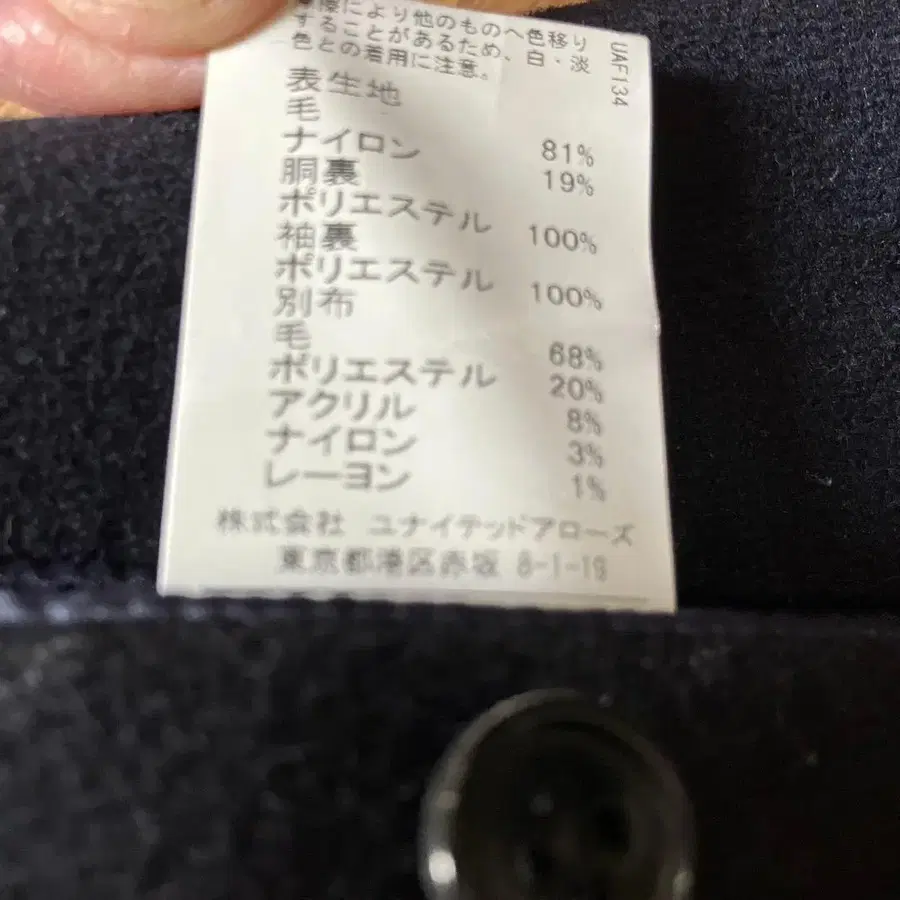 摩擦により他のものへ色移り
することがあるため、白・淡
色との着用に注意。
UAF134
表生地
毛 81%
ナイロン 19%
胴裏
ポリエステル 100%
袖裏
ポリエステル 100%
別布
毛 68%
ポリエステル 20%
アクリル 8%
ナイロン 3%
レーヨン 1%
株式会社 ユナイテッドアローズ
東京都港区赤坂 8-1-19